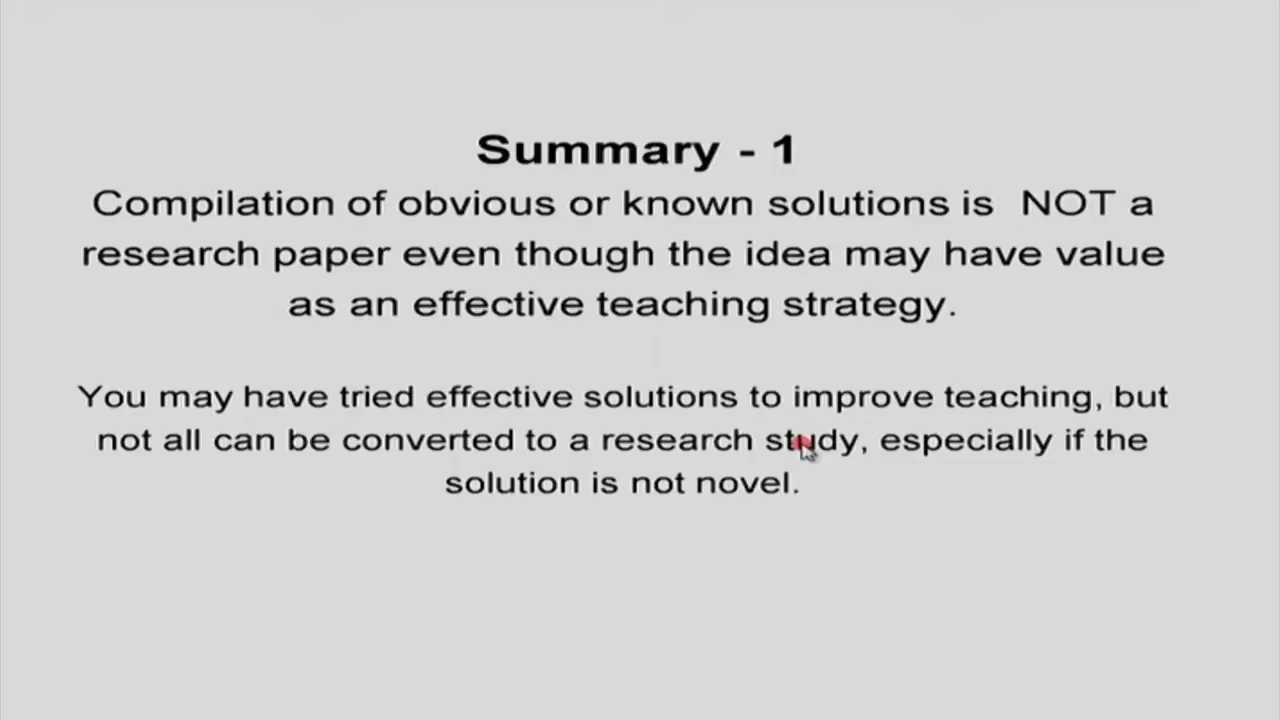 Summary - 1
Compilation of obvious or known solutions is NOT a
research paper even though the idea may have value
as an effective teaching strategy.
You may have tried effective solutions to improve teaching, but
not all can be converted to a research study, especially if the
solution is not novel.